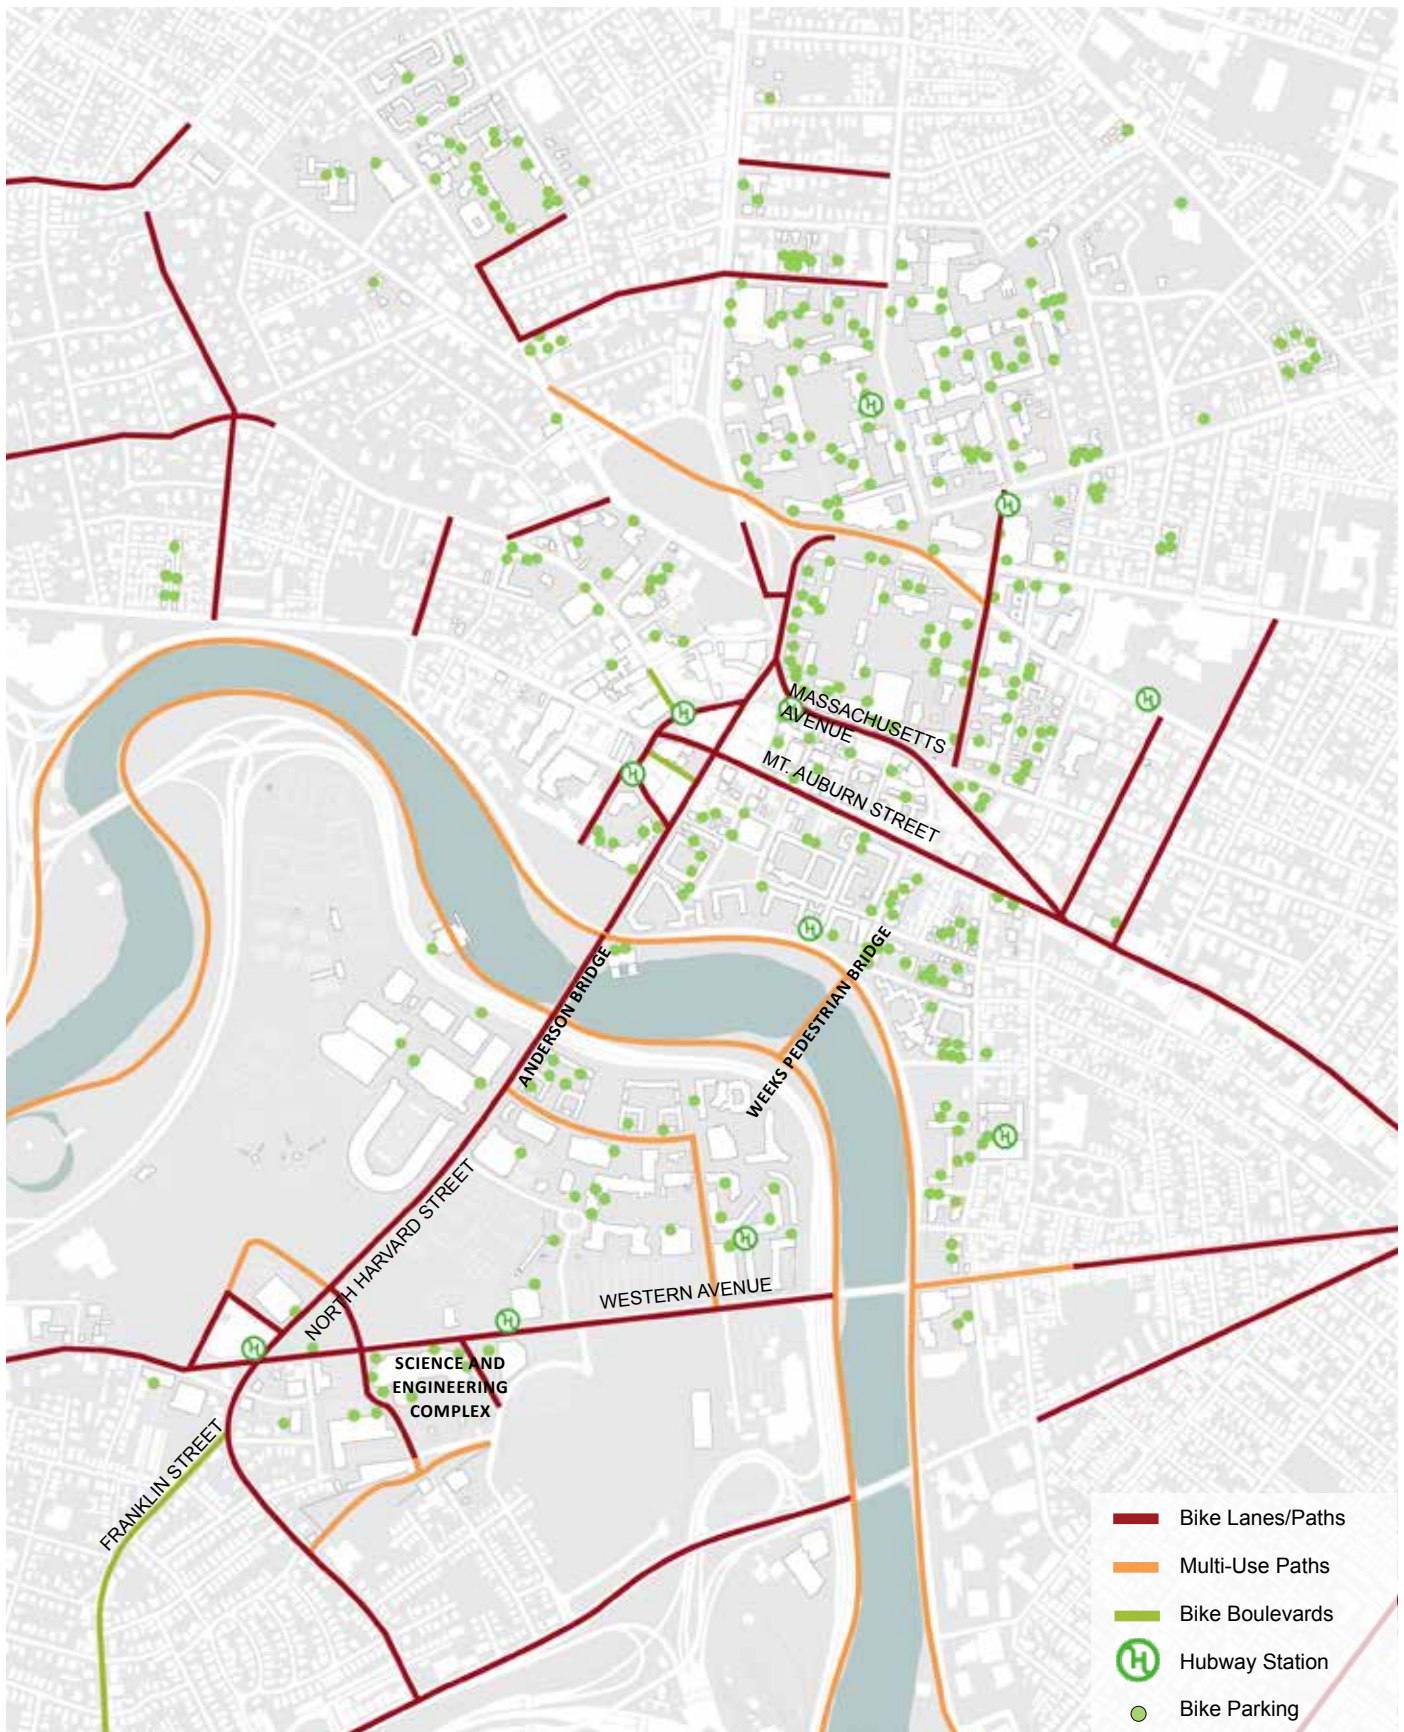 MASSACHUSETTS
AVENUE
MT. AUBURN STREET
ANDERSON BRIDGE
WEEKS PEDESTRIAN BRIDGE
NORTH HARVARD STREET
WESTERN AVENUE
SCIENCE AND
ENGINEERING
COMPLEX
FRANKLIN STREET
Bike Lanes/Paths
Multi-Use Paths
Bike Boulevards
H
Hubway Station
Bike Parking